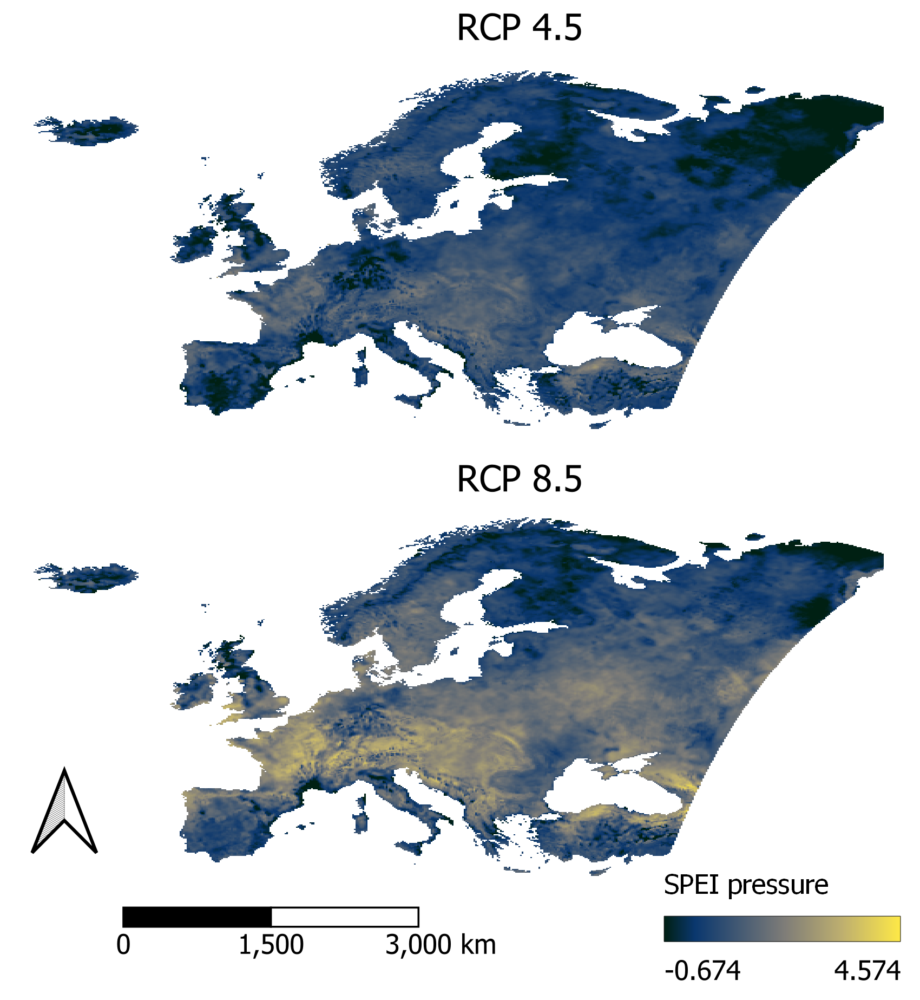 RCP 4.5
RCP 8.5
SPEI pressure
-0.674 4.574
0 1,500 3,000 km